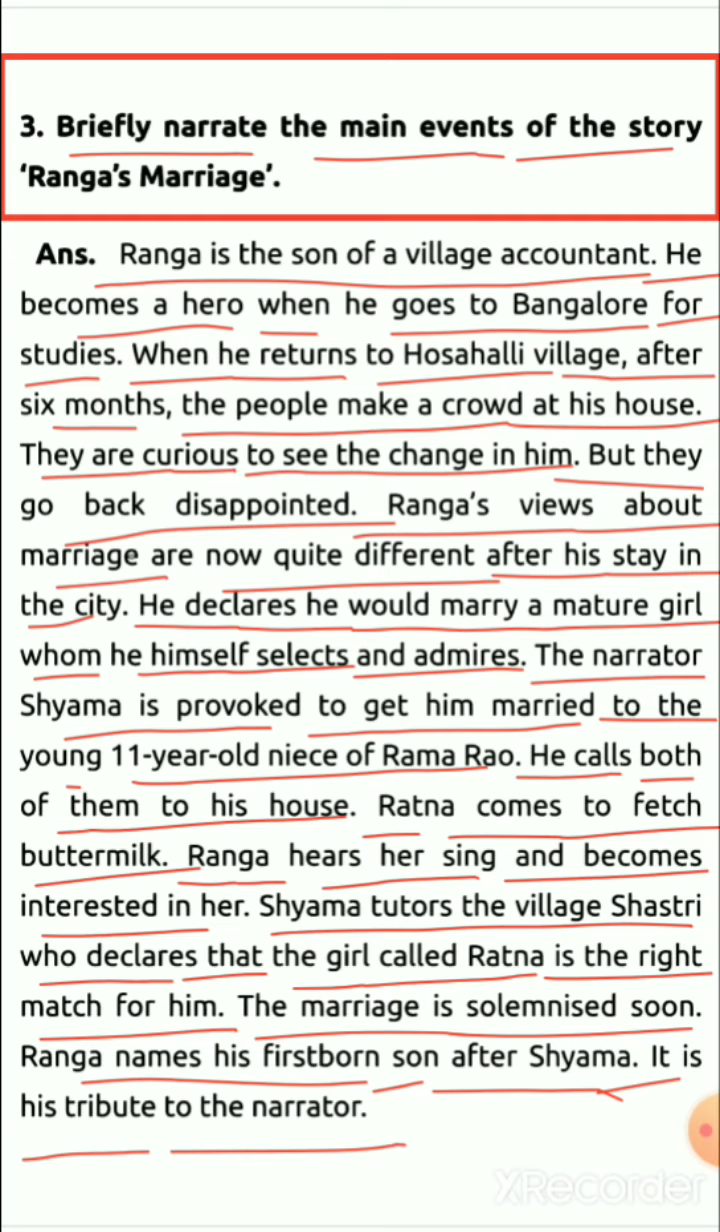 3. Briefly narrate the main events of the story
‘Ranga’s Marriage’.
Ans. Ranga is the son of a village accountant. He
becomes a hero when he goes to Bangalore for
studies. When he returns to Hosahalli village, after
six months, the people make a crowd at his house.
They are curious to see the change in him. But they
go back disappointed. Ranga’s views about
marriage are now quite different after his stay in
the city. He declares he would marry a mature girl
whom he himself selects and admires. The narrator
Shyama is provoked to get him married to the
young 11-year-old niece of Rama Rao. He calls both
of them to his house. Ratna comes to fetch
buttermilk. Ranga hears her sing and becomes
interested in her. Shyama tutors the village Shastri
who declares that the girl called Ratna is the right
match for him. The marriage is solemnised soon.
Ranga names his firstborn son after Shyama. It is
his tribute to the narrator.
XRecorder